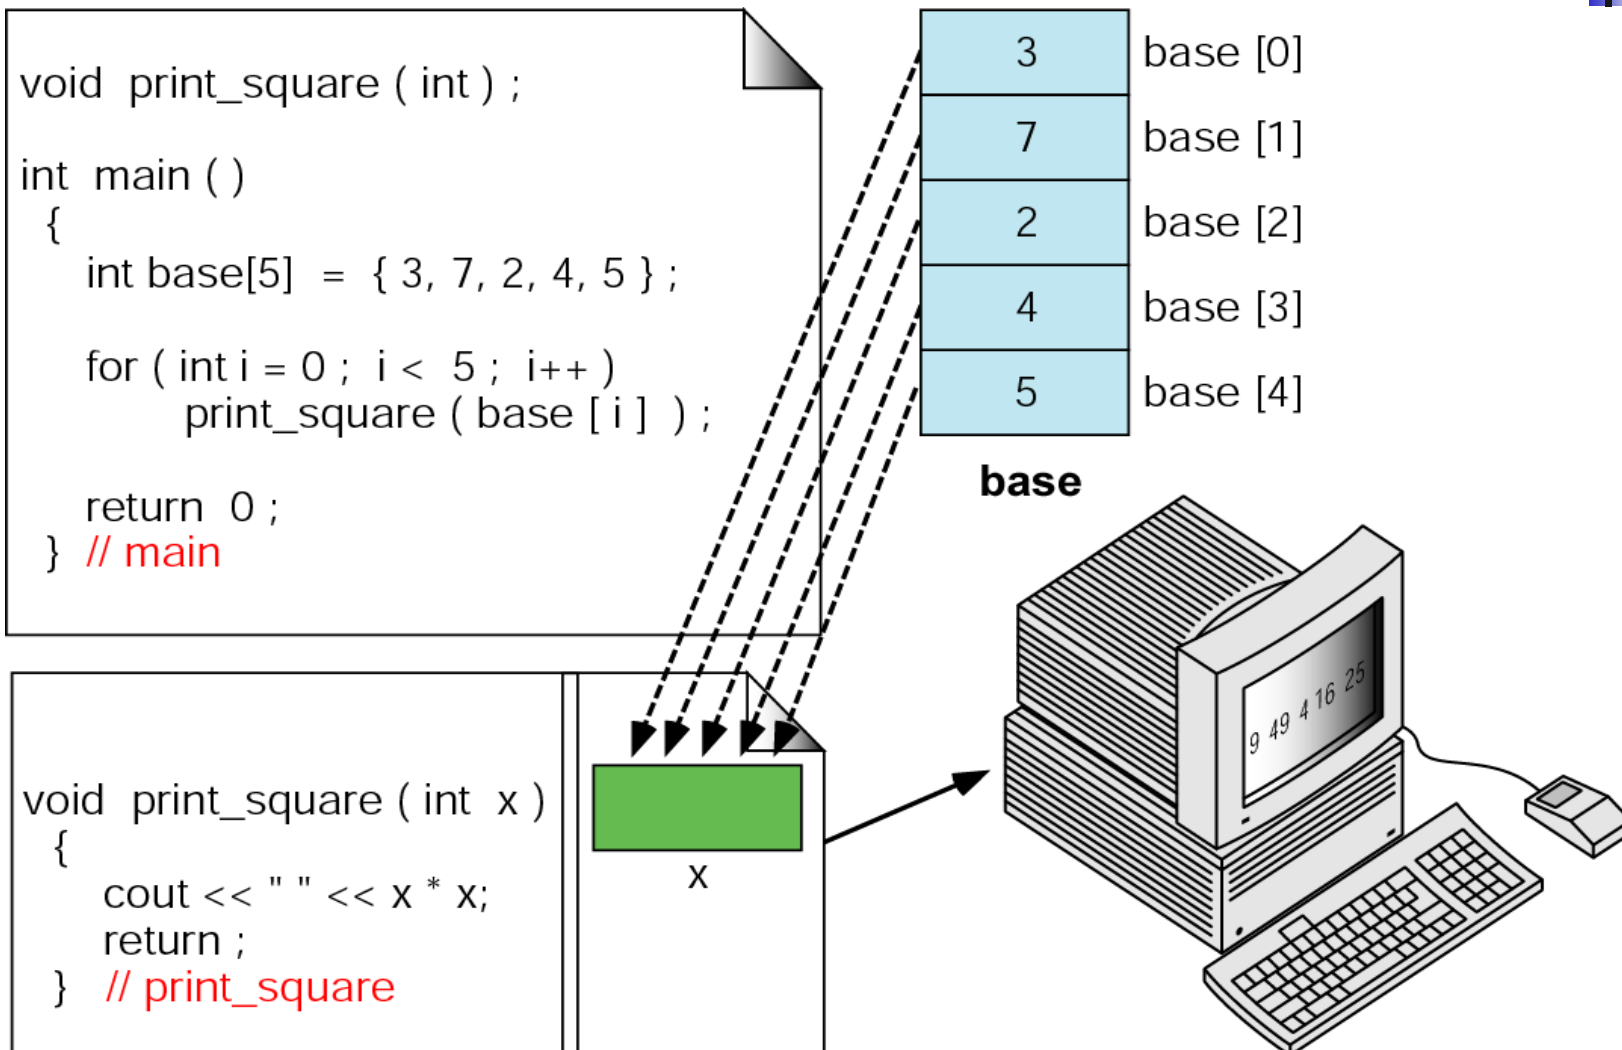 void print_square ( int ) ;
int main ( )
{
int base[5] = { 3, 7, 2, 4, 5 } ;
for ( int i = 0 ; i < 5 ; i++ )
print_square ( base [ i ] ) ;
return 0 ;
} // main
3 base [0]
7 base [1]
2 base [2]
4 base [3]
5 base [4]
base
void print_square ( int x )
{
cout << " " << x * x;
return ;
} // print_square
x
9 49 4 16 25